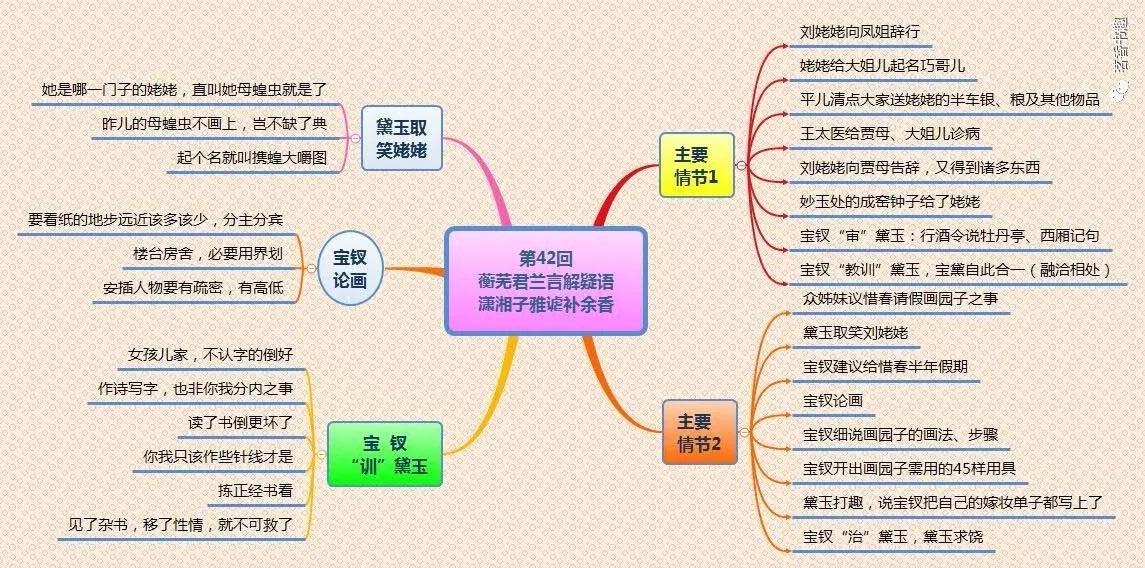 第42回
蘅芜君兰言解疑语
潇湘子雅谑补余香
主要
情节1
刘姥姥向凤姐辞行
姥姥给大姐儿起名巧哥儿
平儿清点大家送姥姥的半车银、粮及其他物品
王太医给贾母、大姐儿诊病
刘姥姥向贾母告辞，又得到诸多东西
妙玉处的成窑钟子给了姥姥
宝钗“审”黛玉：行酒令说牡丹亭、西厢记句
宝钗“教训”黛玉，宝黛自此合一（融洽相处）
主要
情节2
众姊妹议惜春请假画园子之事
黛玉取笑刘姥姥
宝钗建议给惜春半年假期
宝钗论画
宝钗细说画园子的画法、步骤
宝钗开出画园子需用的45样用具
黛玉打趣，说宝钗把自己的嫁妆单子都写上了
宝钗“治”黛玉，黛玉求饶
黛玉取
笑姥姥
她是哪一门子的姥姥，直叫她母蝗虫就是了
昨儿的母蝗虫不画上，岂不缺了典
起个名就叫携蝗大嚼图
宝钗
论画
要看纸的地步远近该多该少，分主分宾
楼台房舍，必要用界划
安插人物要有疏密，有高低
宝 钗
“训”黛玉
女孩儿家，不认字的倒好
作诗写字，也非你我分内之事
读了书倒更坏了
你我只该作些针线才是
拣正经书看
见了杂书，移了性情，就不可救了